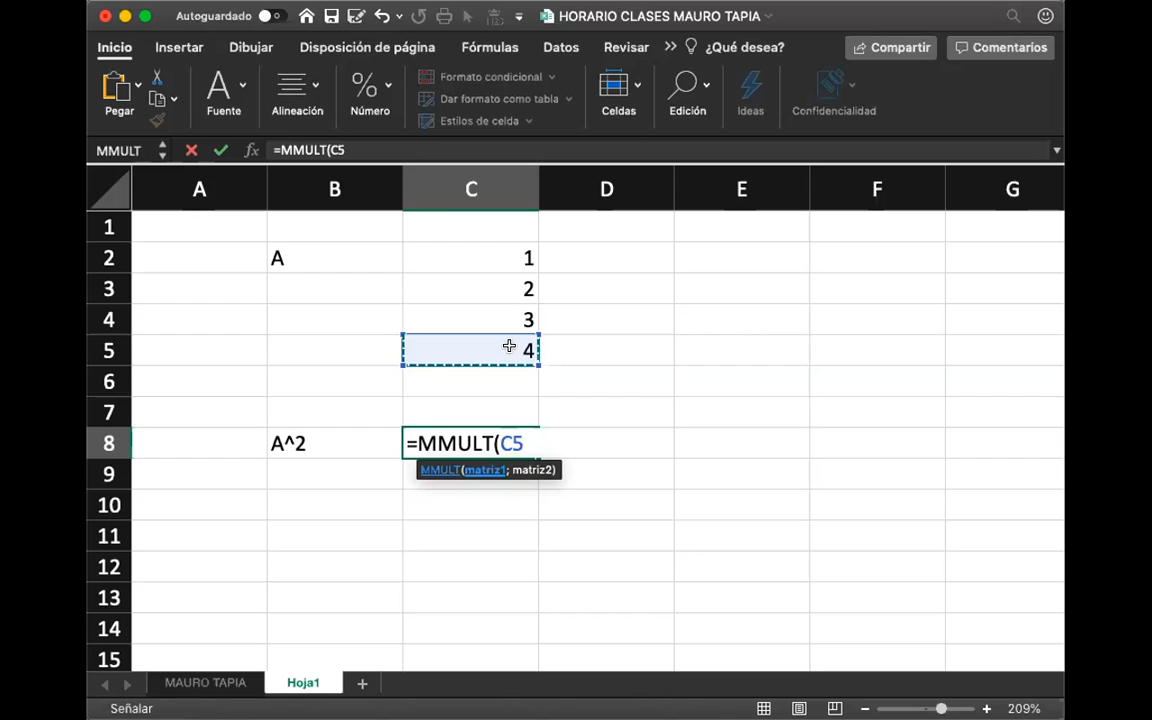 Autoguardado
HORARIO CLASES MAURO TAPIA
Inicio Insertar Dibujar Disposición de página Fórmulas Datos Revisar >> ¿Qué desea? Compartir Comentarios
Formato condicional
Dar formato como tabla
Estilos de celda
Pegar Fuente Alineación Número Celdas Edición Ideas Confidencialidad
MMULT fx =MMULT(C5
A B C D E F G
1
2 A 1
3 2
4 3
5 4
6
7
8 A^2 =MMULT(C5
MMULT(matriz1; matriz2)
9
10
11
12
13
14
15
MAURO TAPIA Hoja1 +
Señalar 209%